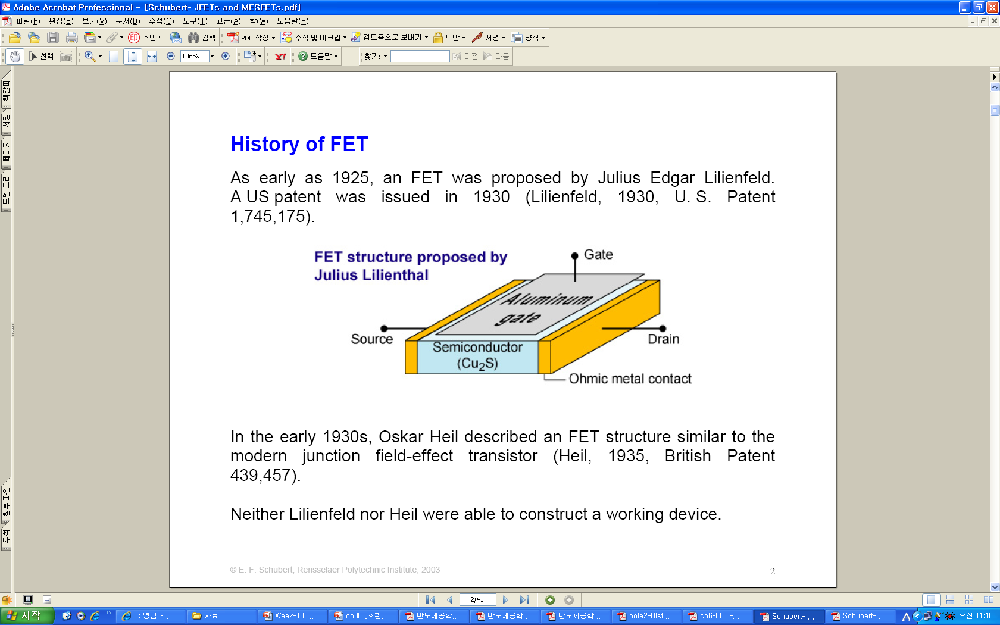 Adobe Acrobat Professional - [Schubert- JFETs and MESFETs.pdf]
파일(F) 편집(E) 보기(V) 문서(D) 주석(C) 도구(T) 고급(A) 창(W) 도움말(H)
스탬프 검색 PDF 작성 주석 및 마크업 검토용으로 보내기 보안 서명 양식
선택 106% Y! 도움말 찾기: 이전 다음
책갈피
서명
페이지
모델 트리
첨부 파일
주석
History of FET
As early as 1925, an FET was proposed by Julius Edgar Lilienfeld.
A US patent was issued in 1930 (Lilienfeld, 1930, U. S. Patent
1,745,175).
FET structure proposed by
Julius Lilienthal
Gate
Aluminum
gate
Source
Drain
Semiconductor
(Cu2S)
Ohmic metal contact
In the early 1930s, Oskar Heil described an FET structure similar to the
modern junction field-effect transistor (Heil, 1935, British Patent
439,457).
Neither Lilienfeld nor Heil were able to construct a working device.
© E. F. Schubert, Rensselaer Polytechnic Institute, 2003
2
2/41
시작 ::: 영남대... 자료 Week-10_... ch06 [호환... 반도체공학... 반도체공학... 반도체공학... note2-Hist... ch6-FET-... Schubert- ... Schubert-... A 오전 11:18